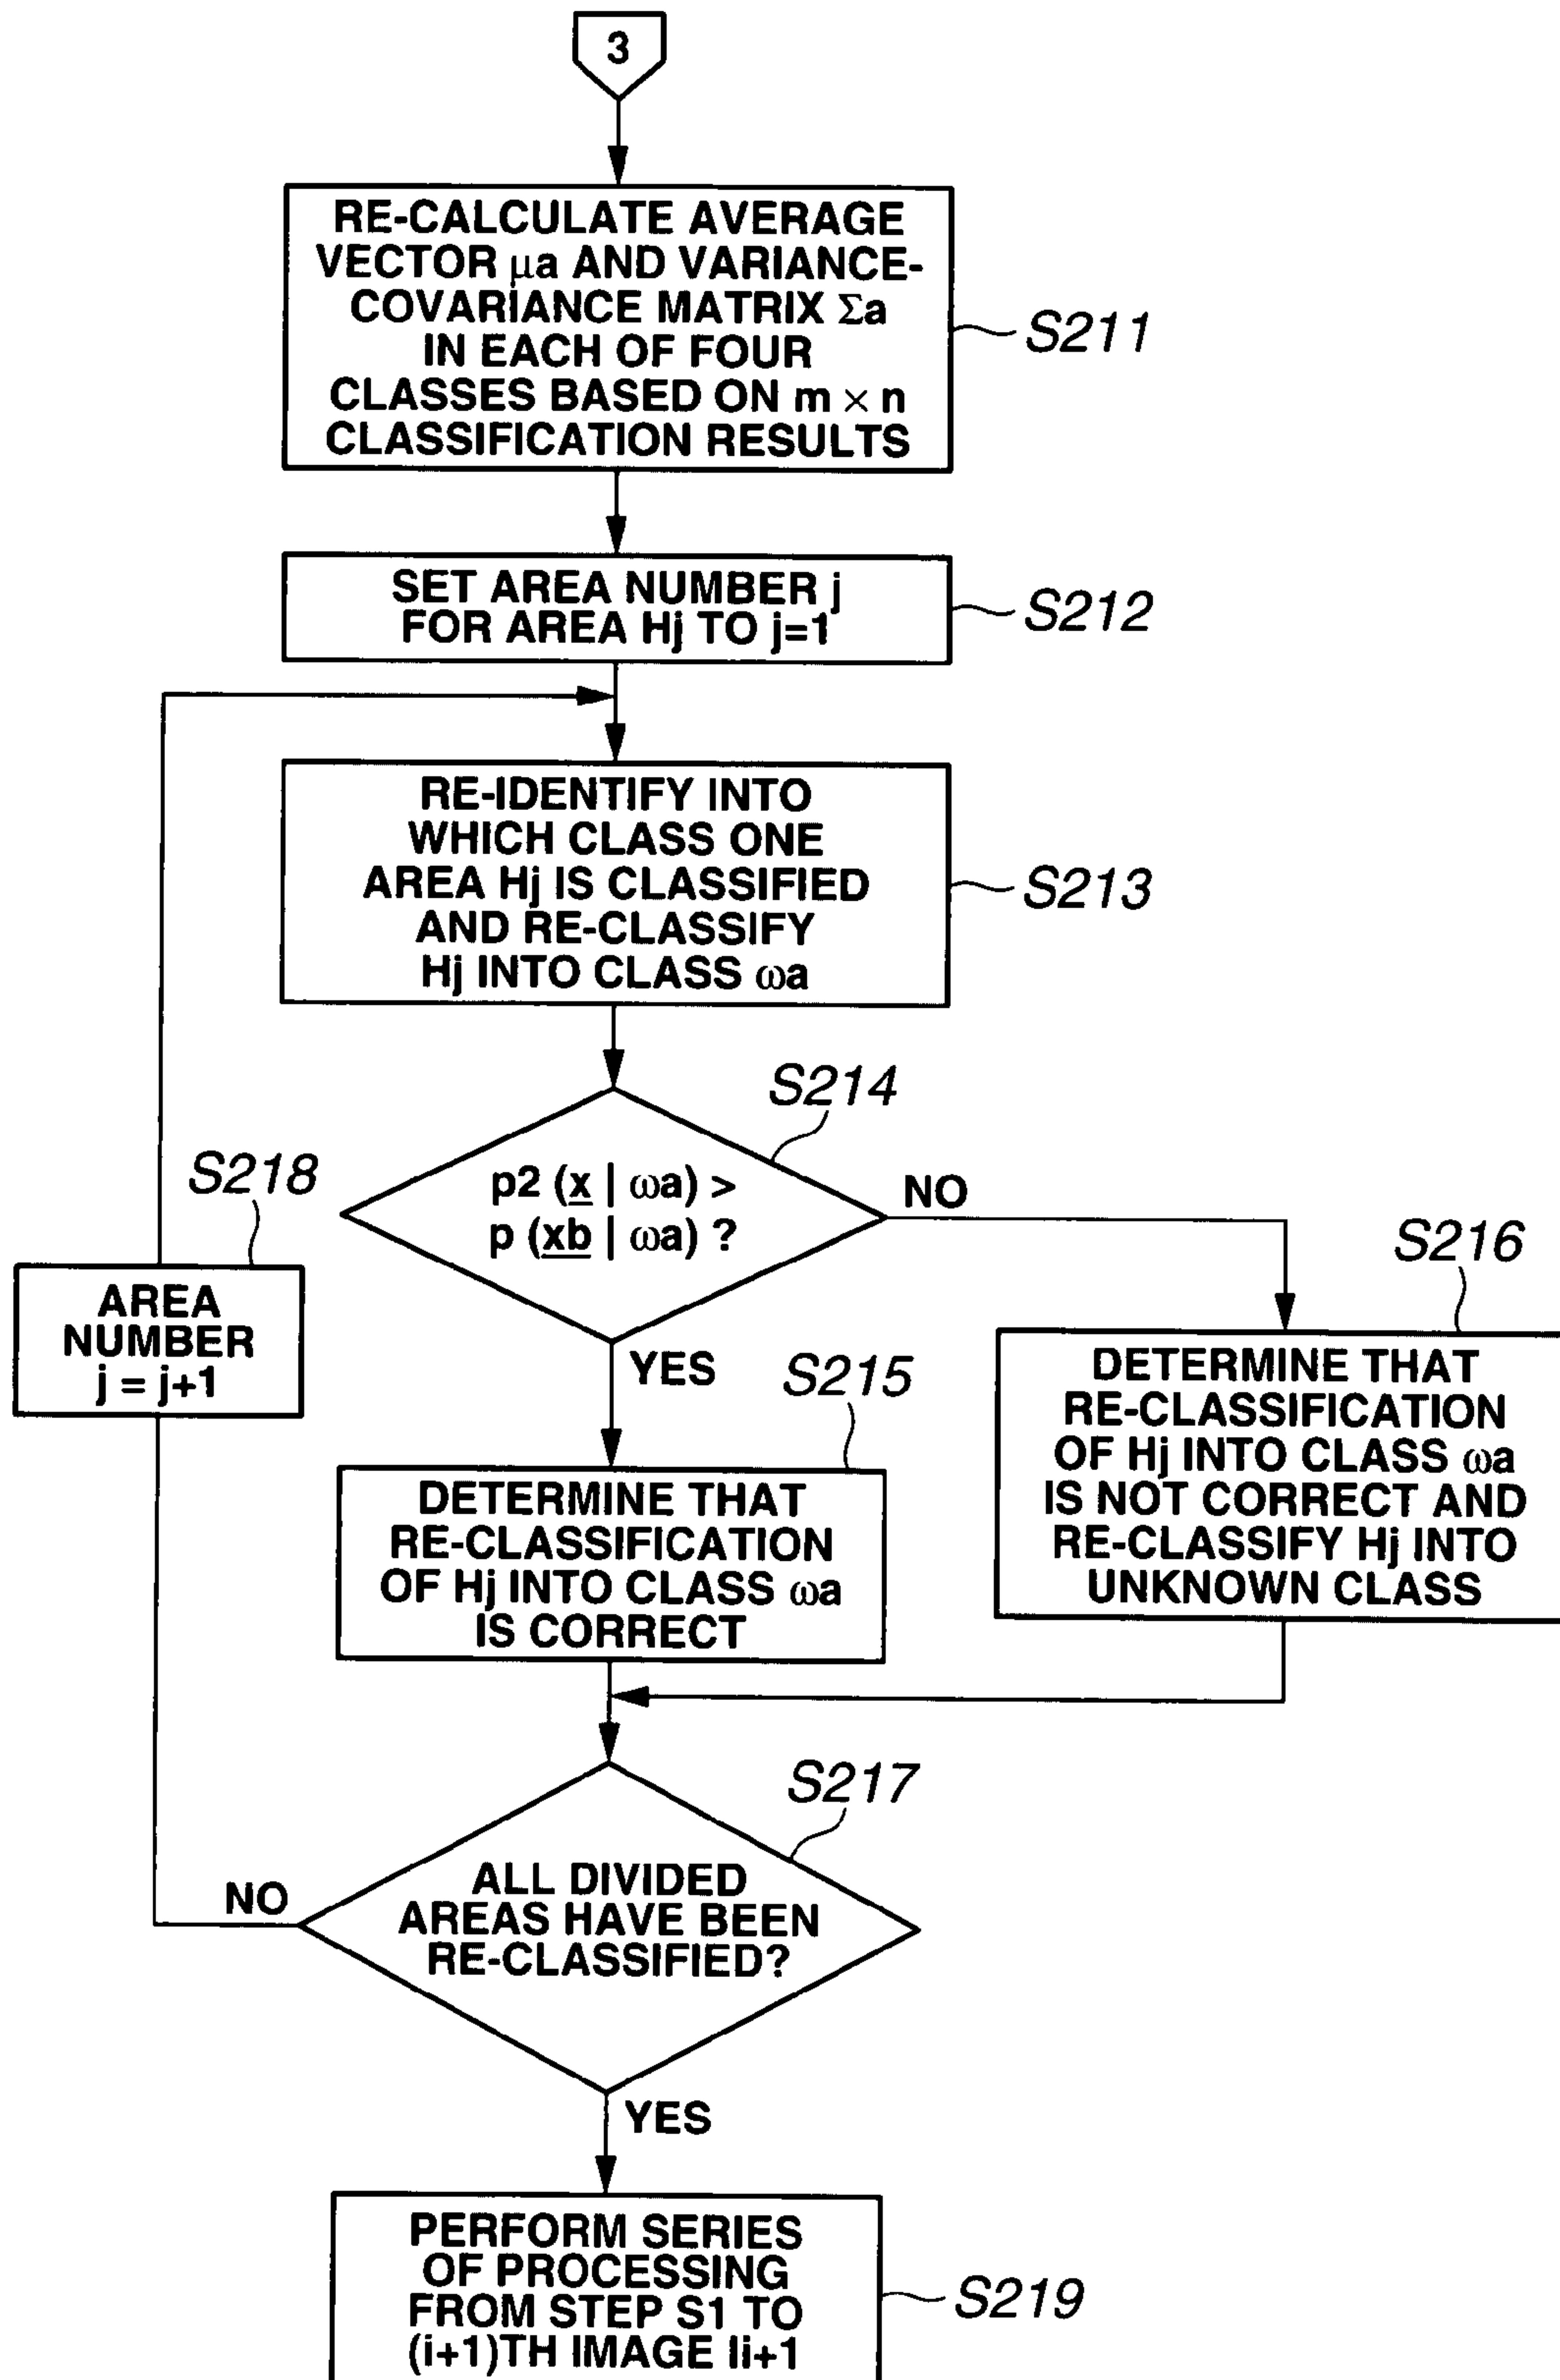 3
RE-CALCULATE AVERAGE
VECTOR μa AND VARIANCE-
COVARIANCE MATRIX Σa
IN EACH OF FOUR
CLASSES BASED ON m × n
CLASSIFICATION RESULTS
S211
SET AREA NUMBER j
FOR AREA Hj TO j=1
S212
RE-IDENTIFY INTO
WHICH CLASS ONE
AREA Hj IS CLASSIFIED
AND RE-CLASSIFY
Hj INTO CLASS ωa
S213
S214
p2 (x | ωa) >
p (xb | ωa) ?
NO
YES
S218
AREA
NUMBER
j = j+1
S216
DETERMINE THAT
RE-CLASSIFICATION
OF Hj INTO CLASS ωa
IS NOT CORRECT AND
RE-CLASSIFY Hj INTO
UNKNOWN CLASS
S215
DETERMINE THAT
RE-CLASSIFICATION
OF Hj INTO CLASS ωa
IS CORRECT
S217
ALL DIVIDED
AREAS HAVE BEEN
RE-CLASSIFIED?
NO
YES
PERFORM SERIES
OF PROCESSING
FROM STEP S1 TO
(i+1)TH IMAGE Ii+1
S219